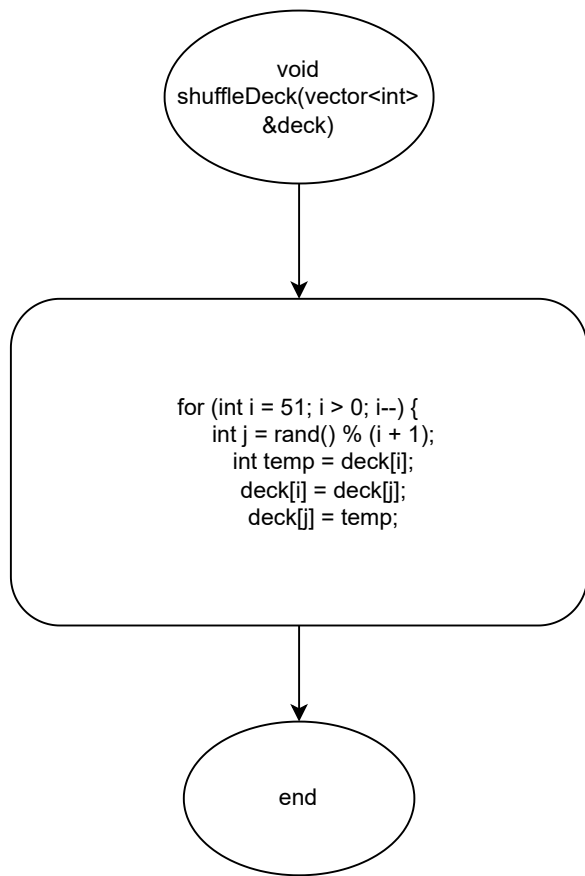 void
shuffleDeck(vector<int>
&deck)
for (int i = 51; i > 0; i--) {
int j = rand() % (i + 1);
int temp = deck[i];
deck[i] = deck[j];
deck[j] = temp;
end